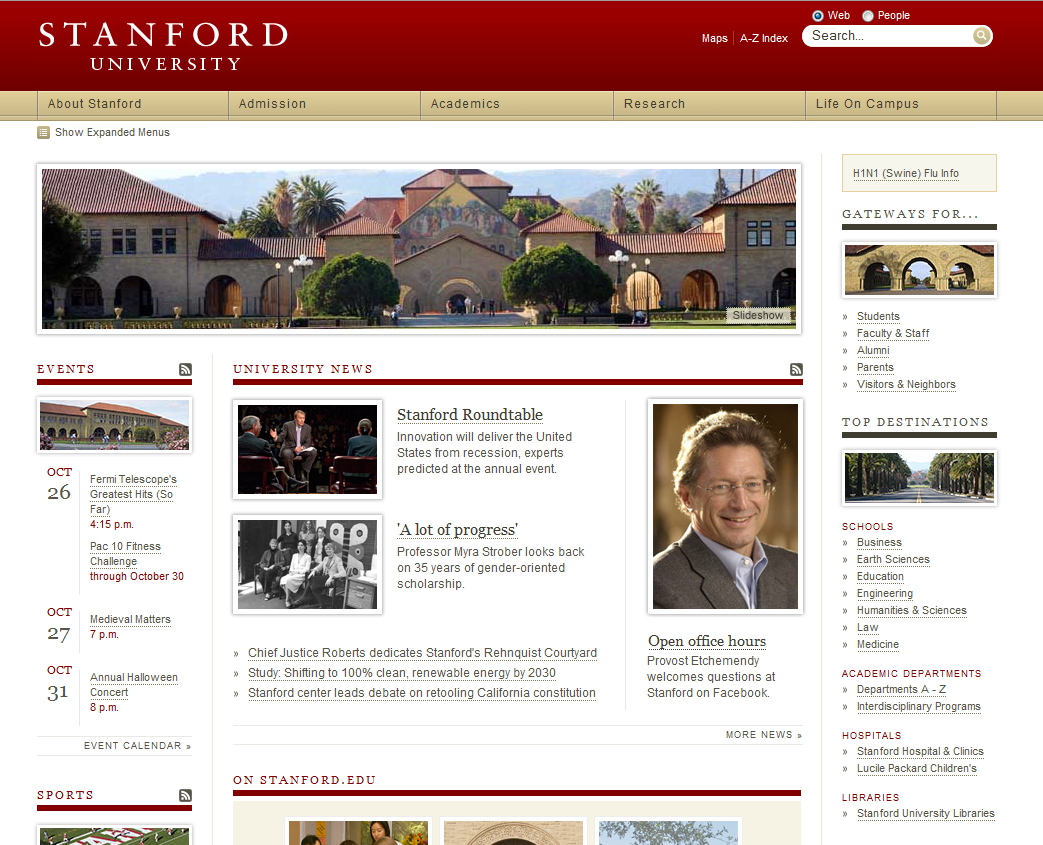 STANFORD
UNIVERSITY
Web People
Maps A-Z Index Search...
About Stanford Admission Academics Research Life On Campus
Show Expanded Menus
Slideshow
EVENTS
OCT
26
Fermi Telescope's
Greatest Hits (So
Far)
4:15 p.m.
Pac 10 Fitness
Challenge
through October 30
OCT
27
Medieval Matters
7 p.m.
OCT
31
Annual Halloween
Concert
8 p.m.
EVENT CALENDAR »
SPORTS
UNIVERSITY NEWS
Stanford Roundtable
Innovation will deliver the United
States from recession, experts
predicted at the annual event.
'A lot of progress'
Professor Myra Strober looks back
on 35 years of gender-oriented
scholarship.
» Chief Justice Roberts dedicates Stanford's Rehnquist Courtyard
» Study: Shifting to 100% clean, renewable energy by 2030
» Stanford center leads debate on retooling California constitution
Open office hours
Provost Etchemendy
welcomes questions at
Stanford on Facebook.
MORE NEWS »
ON STANFORD.EDU
H1N1 (Swine) Flu Info
GATEWAYS FOR...
» Students
» Faculty & Staff
» Alumni
» Parents
» Visitors & Neighbors
TOP DESTINATIONS
SCHOOLS
» Business
» Earth Sciences
» Education
» Engineering
» Humanities & Sciences
» Law
» Medicine
ACADEMIC DEPARTMENTS
» Departments A - Z
» Interdisciplinary Programs
HOSPITALS
» Stanford Hospital & Clinics
» Lucile Packard Children's
LIBRARIES
» Stanford University Libraries